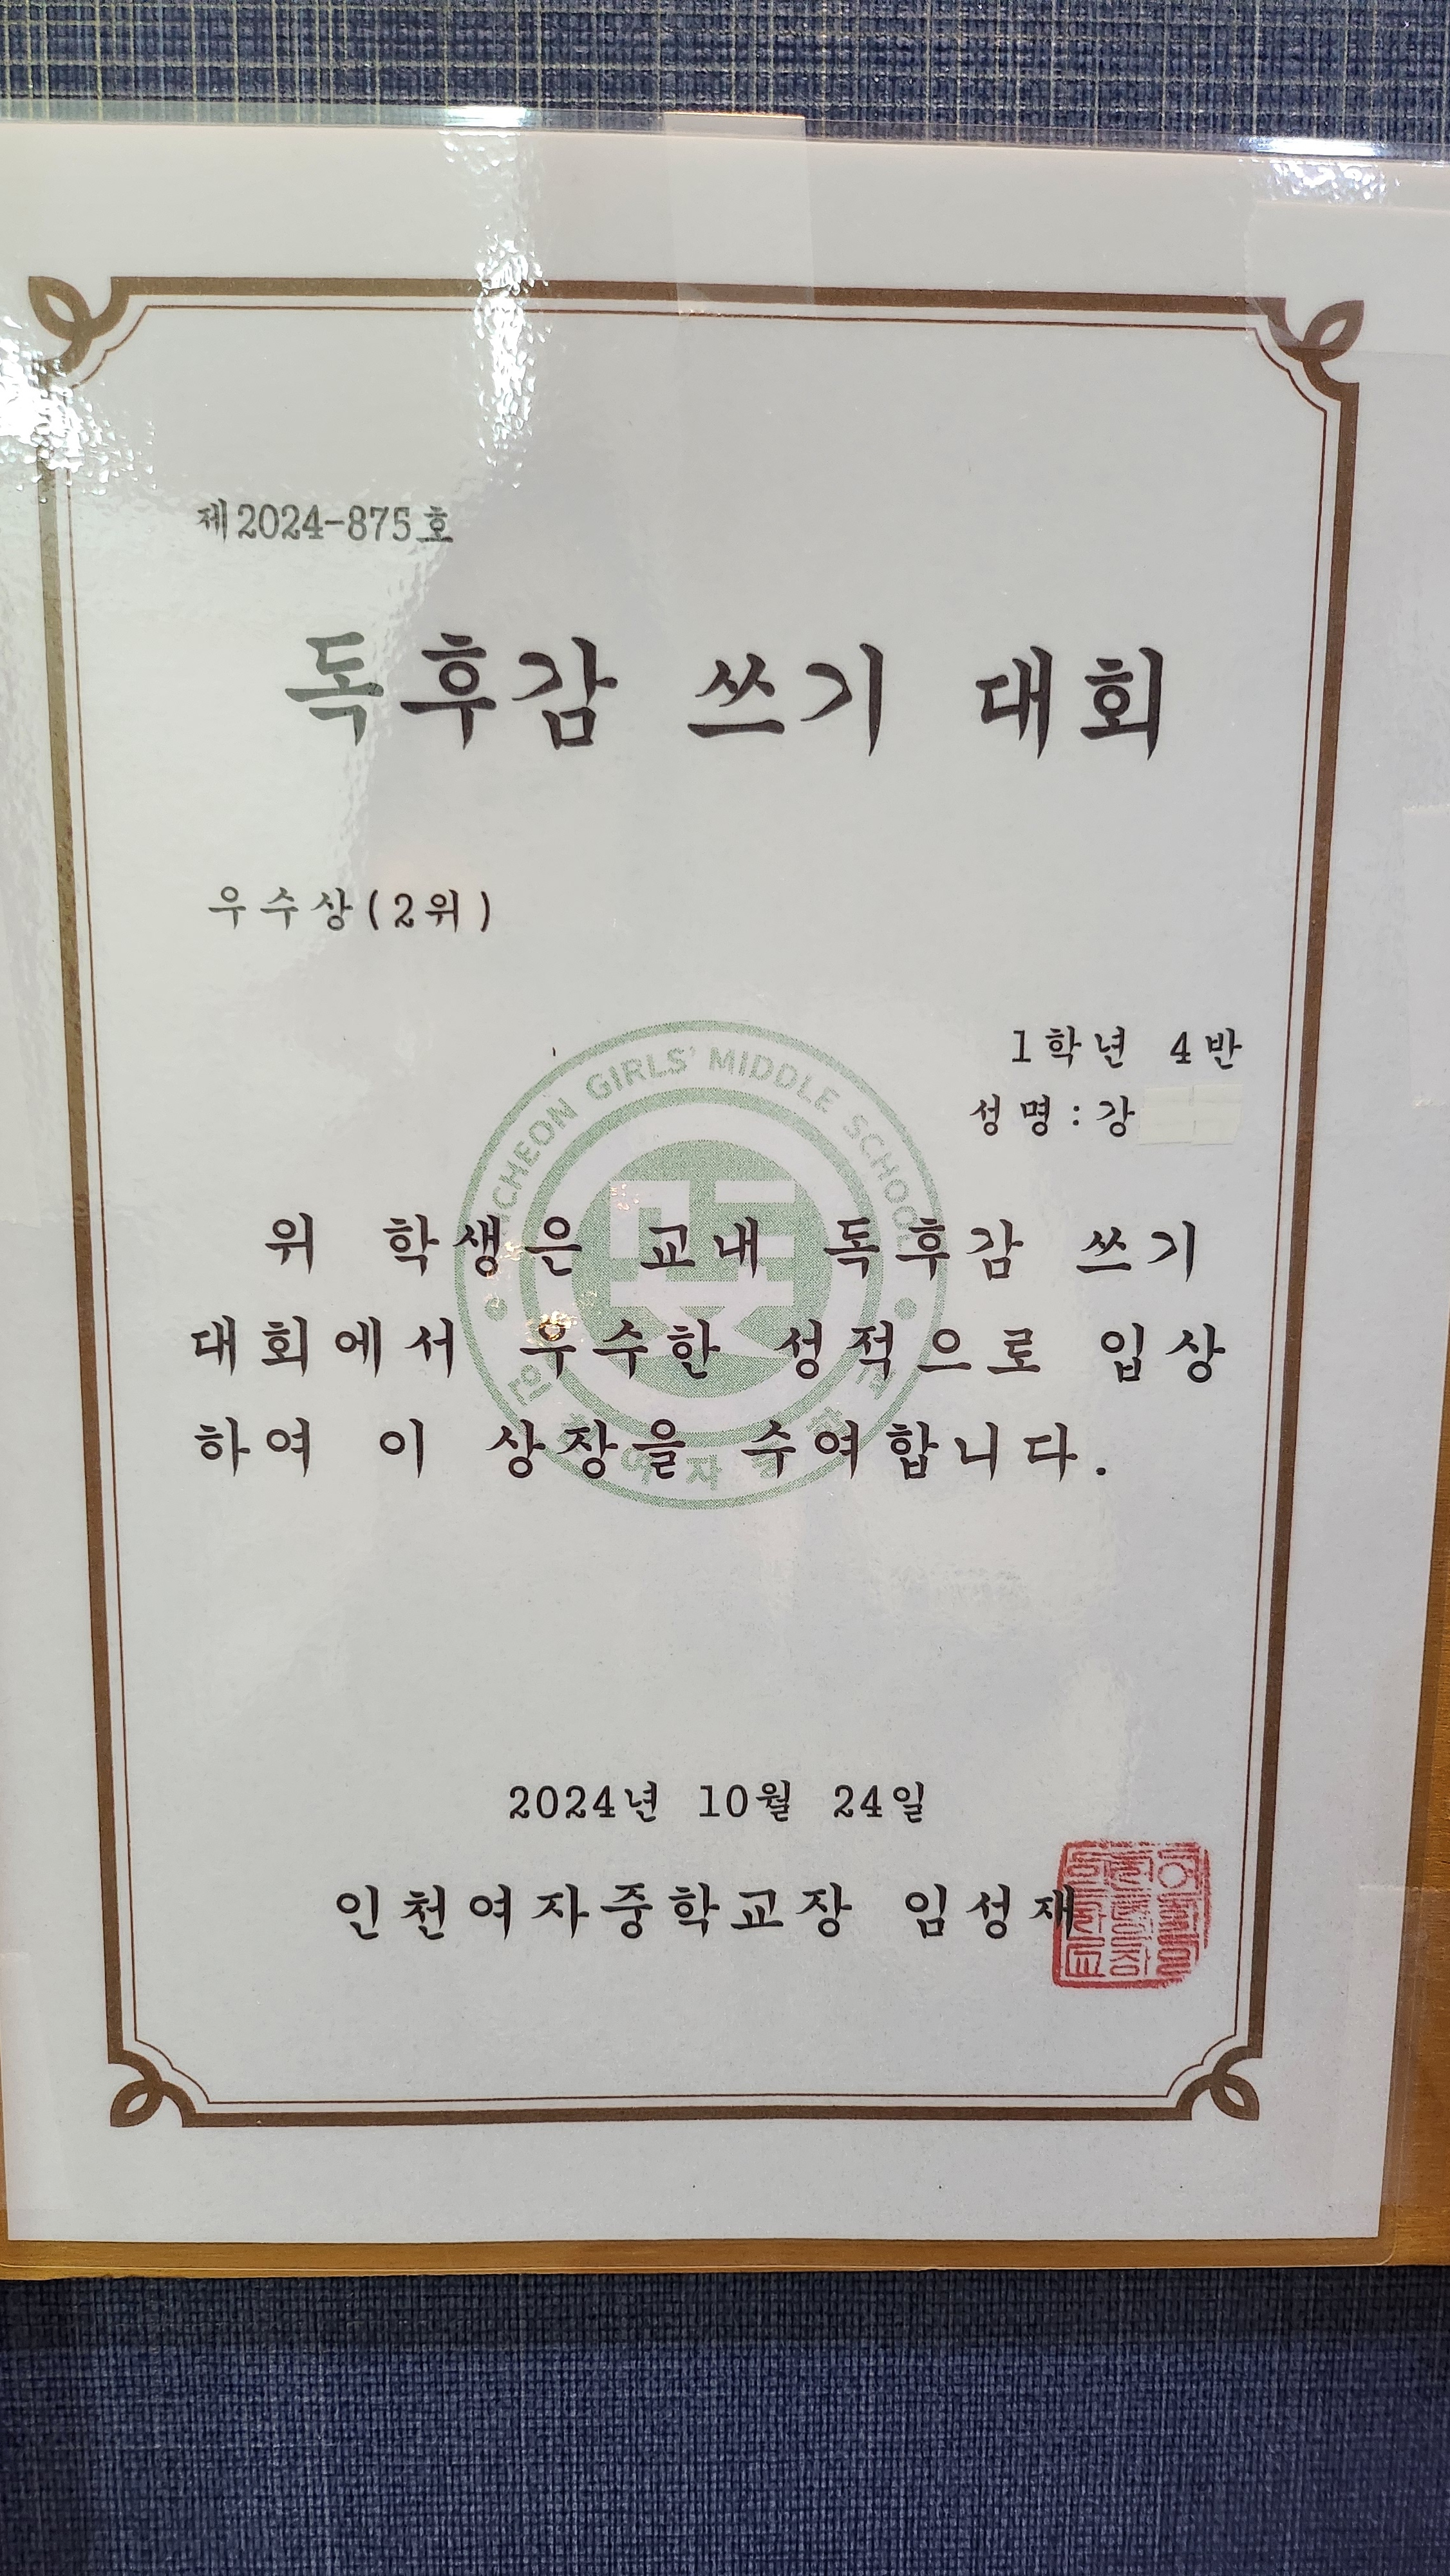 제2024-875호
독후감 쓰기 대회
우수상(2위)
1학년 4반
성명:강
GIRLS' MIDDLE SCHOOL
위 학생은 교내 독후감 쓰기
대회에서 우수한 성적으로 입상
하여 이 상장을 수여합니다.
2024년 10월 24일
인천여자중학교장 임성재